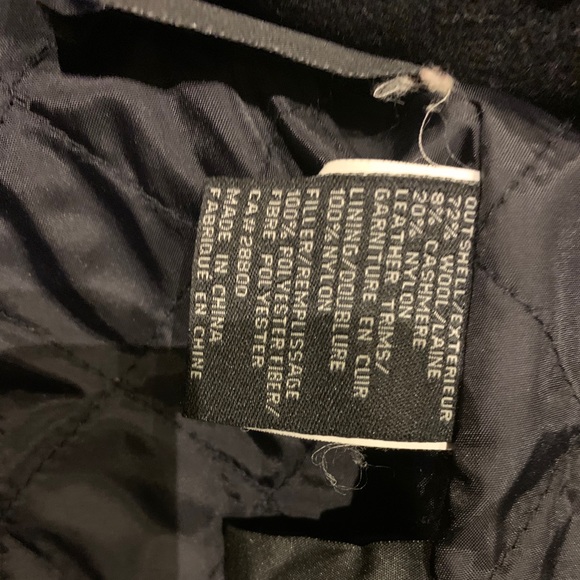 OUTSHELL/EXTERIEUR
72% WOOL/LAINE
8% CASHMERE
20% NYLON
LEATHER TRIMS/
GARNITURE EN CUIR
LINING/DOUBLURE
100% NYLON
FILLER/REMPLISSAGE
100% POLYESTER FIBER/
FIBRE POLYESTER
CA#28900
MADE IN CHINA
FABRIQUE EN CHINE